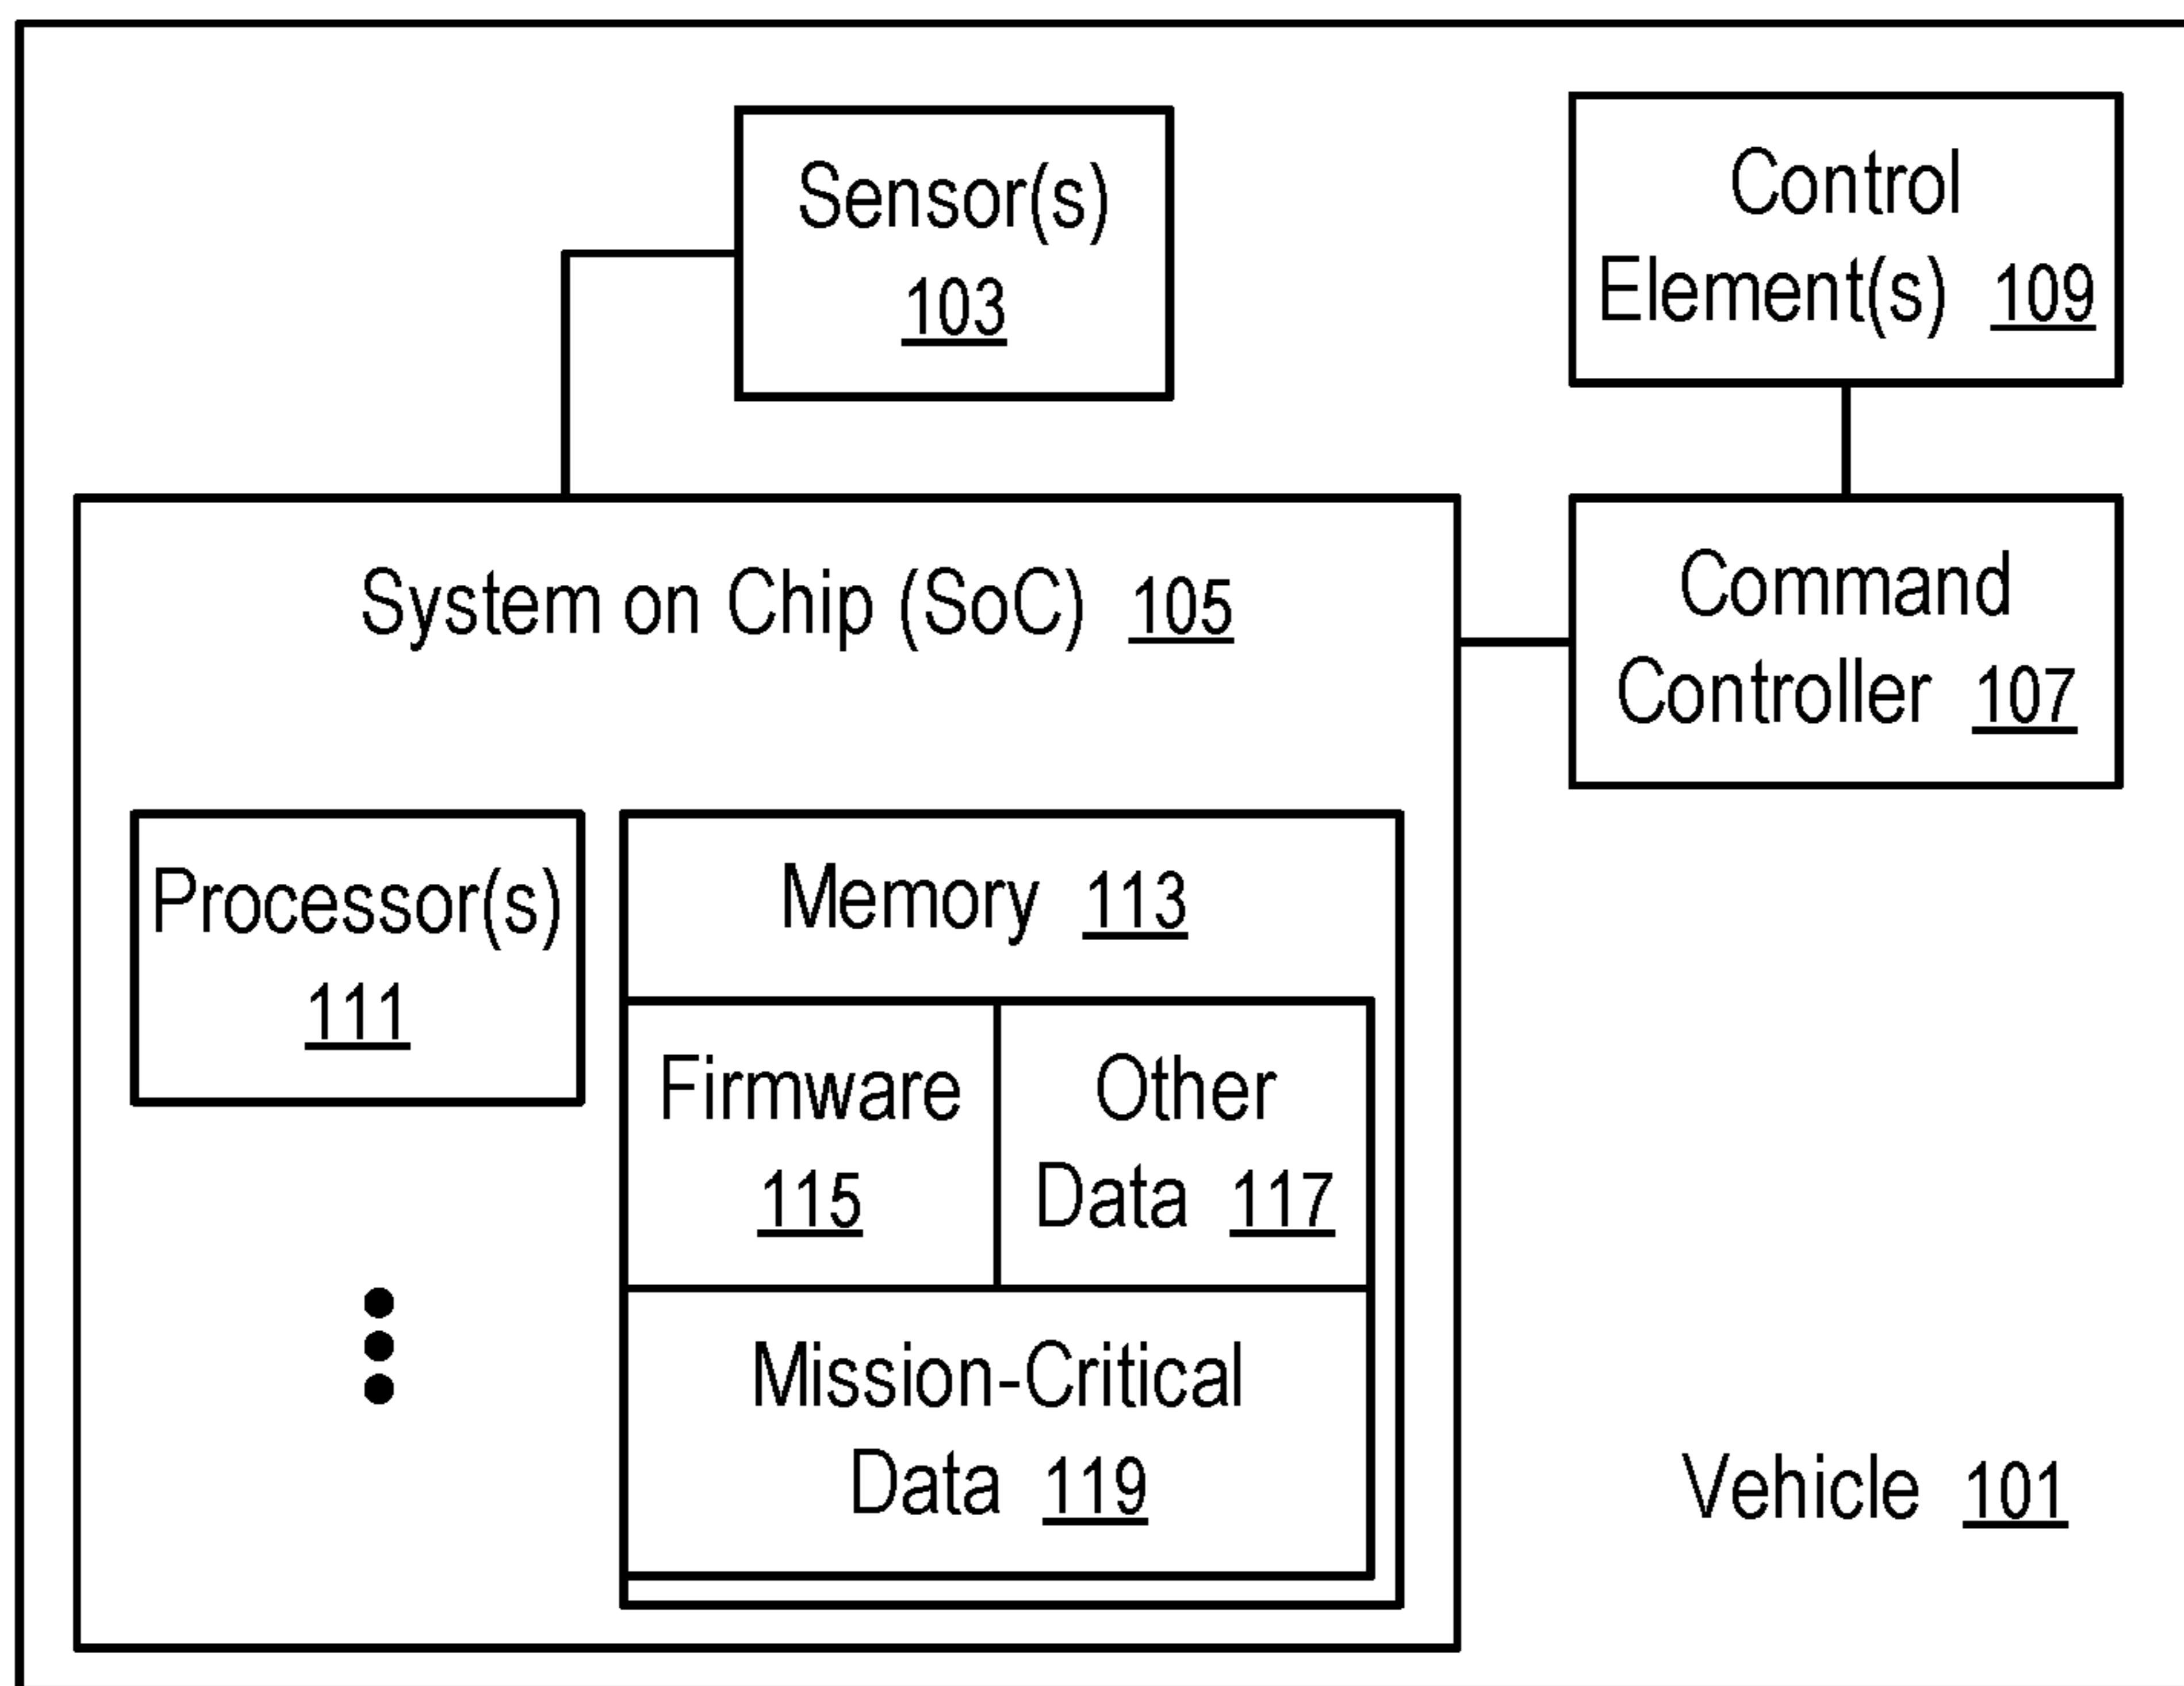 Sensor(s)
103
Control
Element(s) 109
System on Chip (SoC) 105
Command
Controller 107
Processor(s)
111
Memory 113
Firmware
115
Other
Data 117
Mission-Critical
Data 119
Vehicle 101